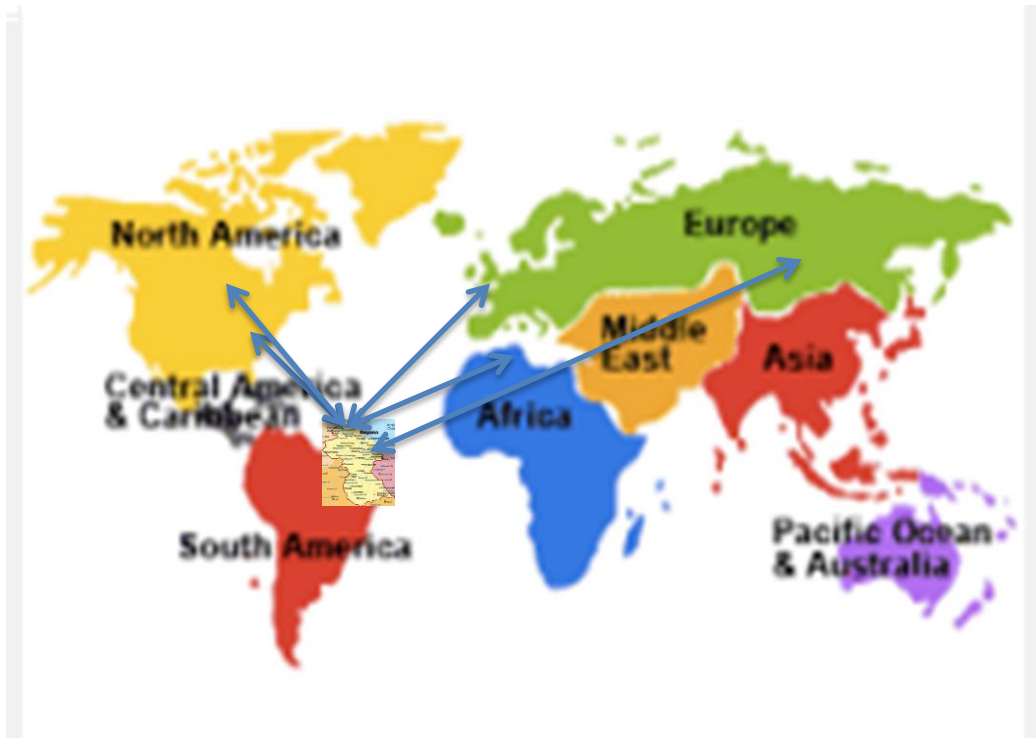 North America
Europe
Middle
East
Asia
Central America
& Caribbean
Africa
South America
Pacific Ocean
& Australia